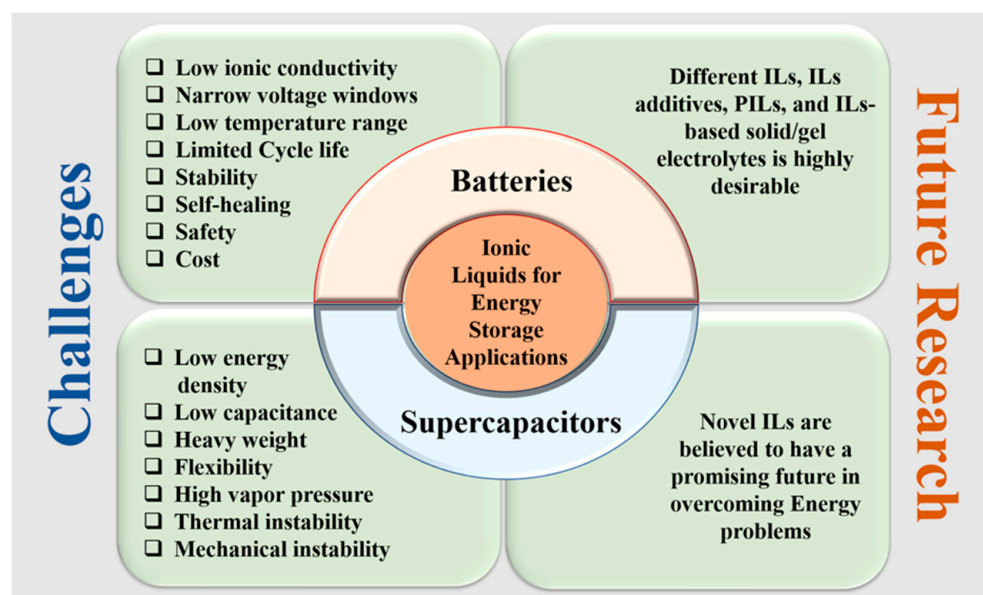 Challenges
Low ionic conductivity
Narrow voltage windows
Low temperature range
Limited Cycle life
Stability
Self-healing
Safety
Cost
Low energy
density
Low capacitance
Heavy weight
Flexibility
High vapor pressure
Thermal instability
Mechanical instability
Batteries
Ionic
Liquids for
Energy
Storage
Applications
Supercapacitors
Different ILs, ILs
additives, PILs, and ILs-
based solid/gel
electrolytes is highly
desirable
Novel ILs are
believed to have a
promising future in
overcoming Energy
problems
Future Research